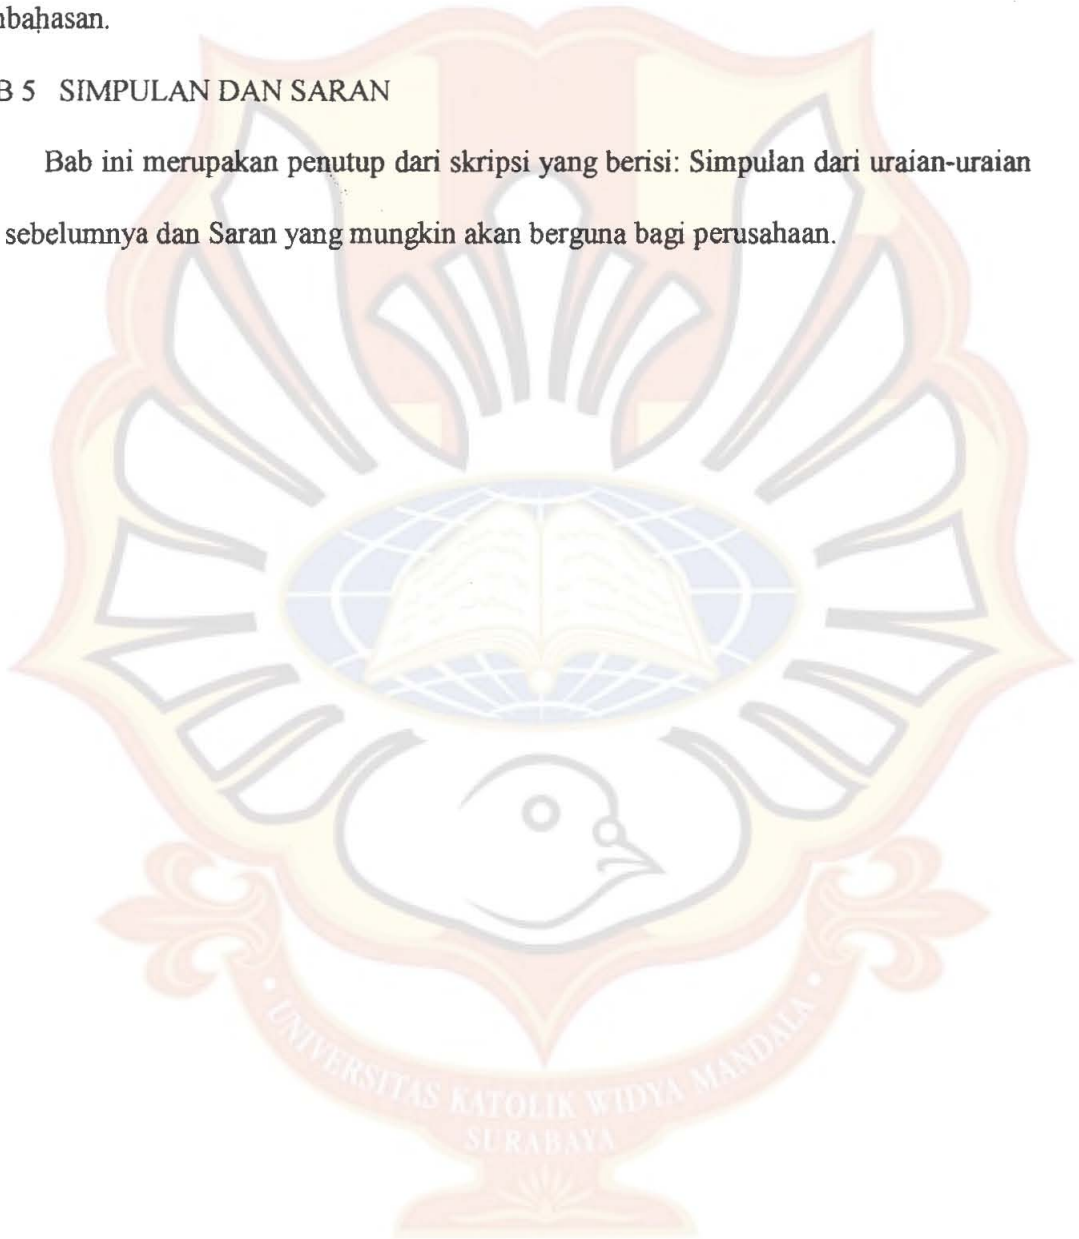 nbahasan.
B 5 SIMPULAN DAN SARAN
Bab ini merupakan penutup dari skripsi yang berisi: Simpulan dari uraian-uraian
sebelumnya dan Saran yang mungkin akan berguna bagi perusahaan.
• UNIVERSITAS KATOLIK WIDYA MANDALA •
SURABAYA